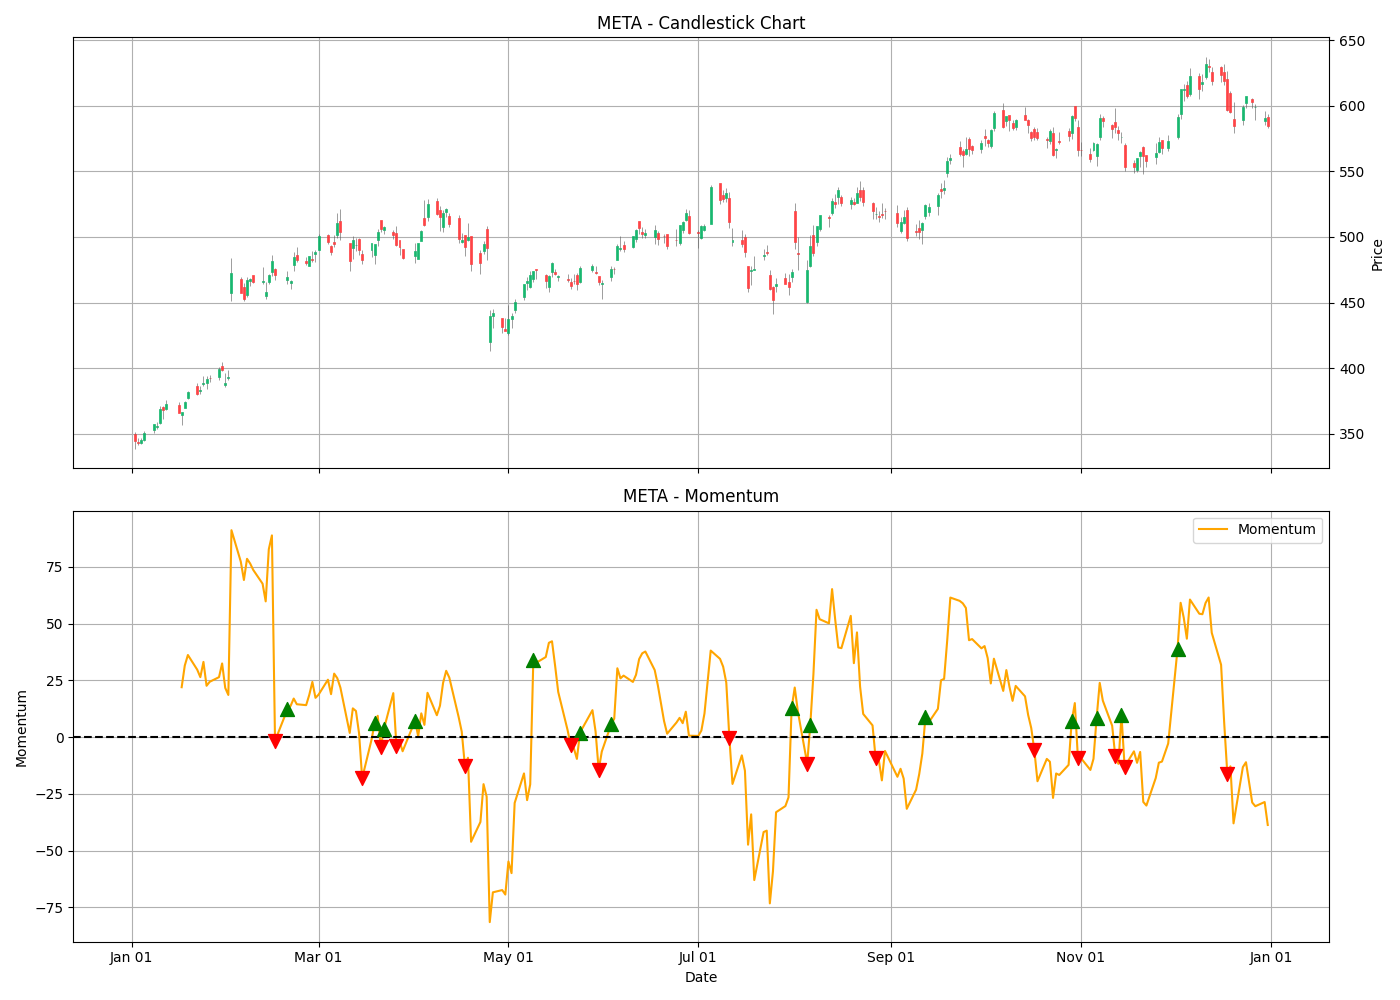 META - Candlestick Chart
650
600
550
500
450
400
350
Price
META - Momentum
Momentum
75
50
25
0
−25
−50
−75
Momentum
Jan 01
Mar 01
May 01
Jul 01
Sep 01
Nov 01
Jan 01
Date